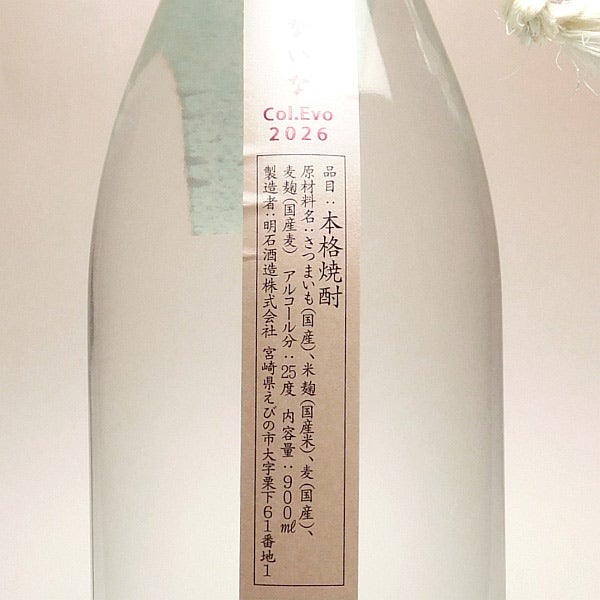 Col.Evo
2026
品目：本格焼酎
原材料名：さつまいも(国産)、米麹(国産米)、麦(国産)、
麦麹(国産麦)　アルコール分：25度　内容量：900㎖
製造者：明石酒造株式会社　宮崎県えびの市大字栗下61番地1